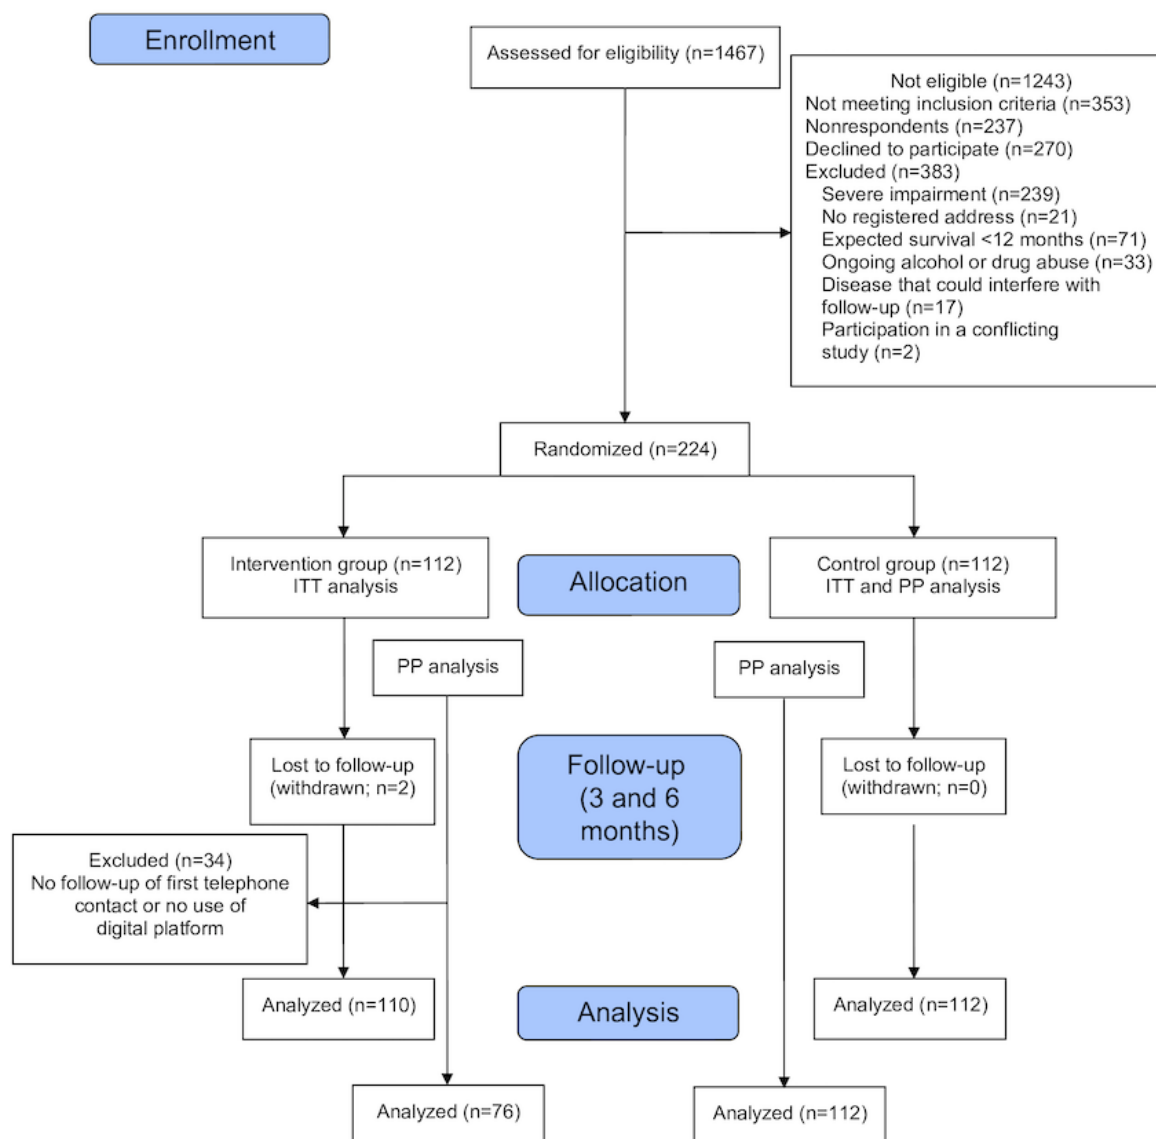 Enrollment
Assessed for eligibility (n=1467)
Not eligible (n=1243)
Not meeting inclusion criteria (n=353)
Nonrespondents (n=237)
Declined to participate (n=270)
Excluded (n=383)
Severe impairment (n=239)
No registered address (n=21)
Expected survival <12 months (n=71)
Ongoing alcohol or drug abuse (n=33)
Disease that could interfere with
follow-up (n=17)
Participation in a conflicting
study (n=2)
Randomized (n=224)
Intervention group (n=112)
ITT analysis
Allocation
Control group (n=112)
ITT and PP analysis
PP analysis
PP analysis
Lost to follow-up
(withdrawn; n=2)
Follow-up
(3 and 6
months)
Lost to follow-up
(withdrawn; n=0)
Excluded (n=34)
No follow-up of first telephone
contact or no use of
digital platform
Analyzed (n=110)
Analysis
Analyzed (n=112)
Analyzed (n=76)
Analyzed (n=112)